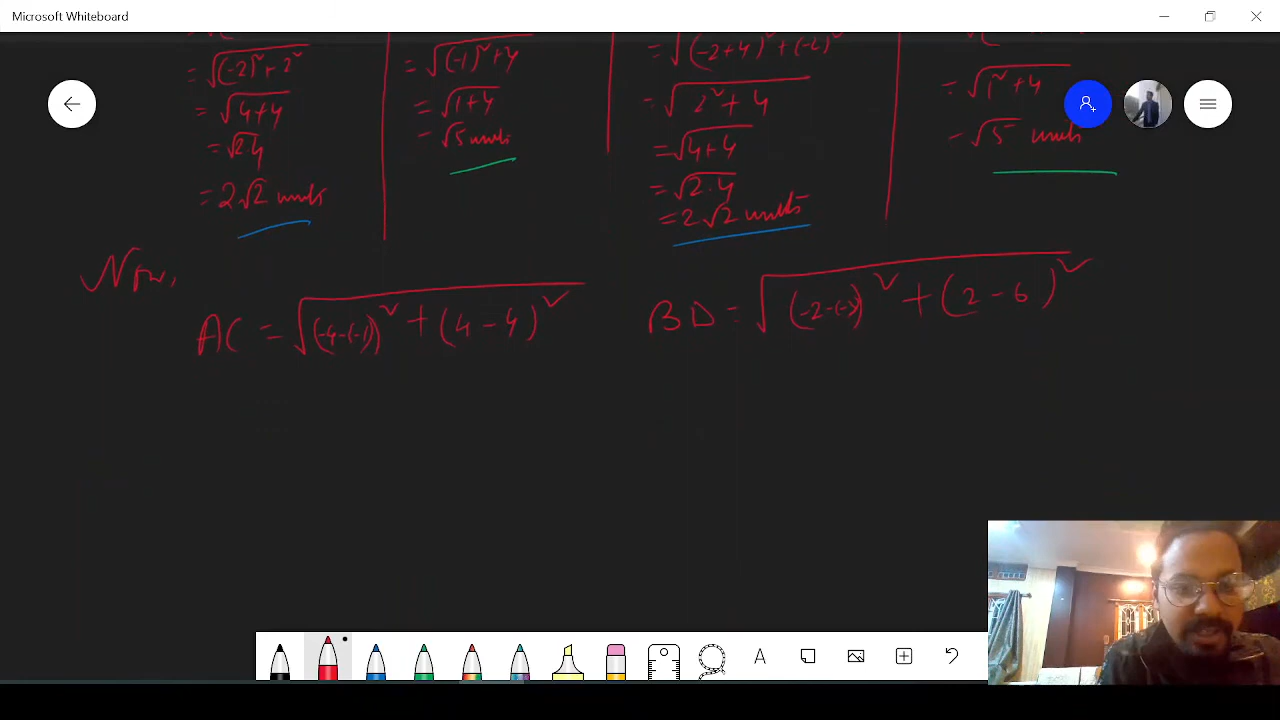 Microsoft Whiteboard
= √(-2)² + 2²
= √4+4
= √2·4
= 2√2 units
= √(-1)² + 4
= √1+4
= √5 units
= √(-2+4)² + (-2)²
= √2² + 4
= √4+4
= √2·4
= 2√2 units
= √1² + 4
= √5 units
Now,
AC = √(-4-(-1))² + (4-4)²
BD = √(-2-(-3))² + (2-6)²